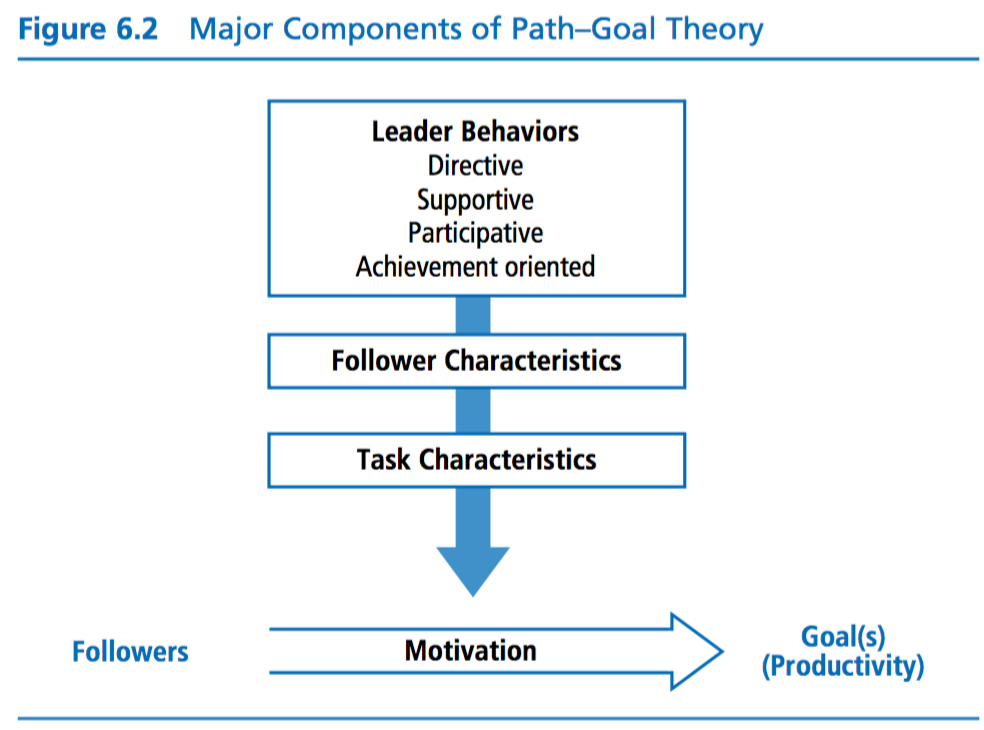 Figure 6.2 Major Components of Path–Goal Theory
Leader Behaviors
Directive
Supportive
Participative
Achievement oriented
Follower Characteristics
Task Characteristics
Followers
Motivation
Goal(s)
(Productivity)